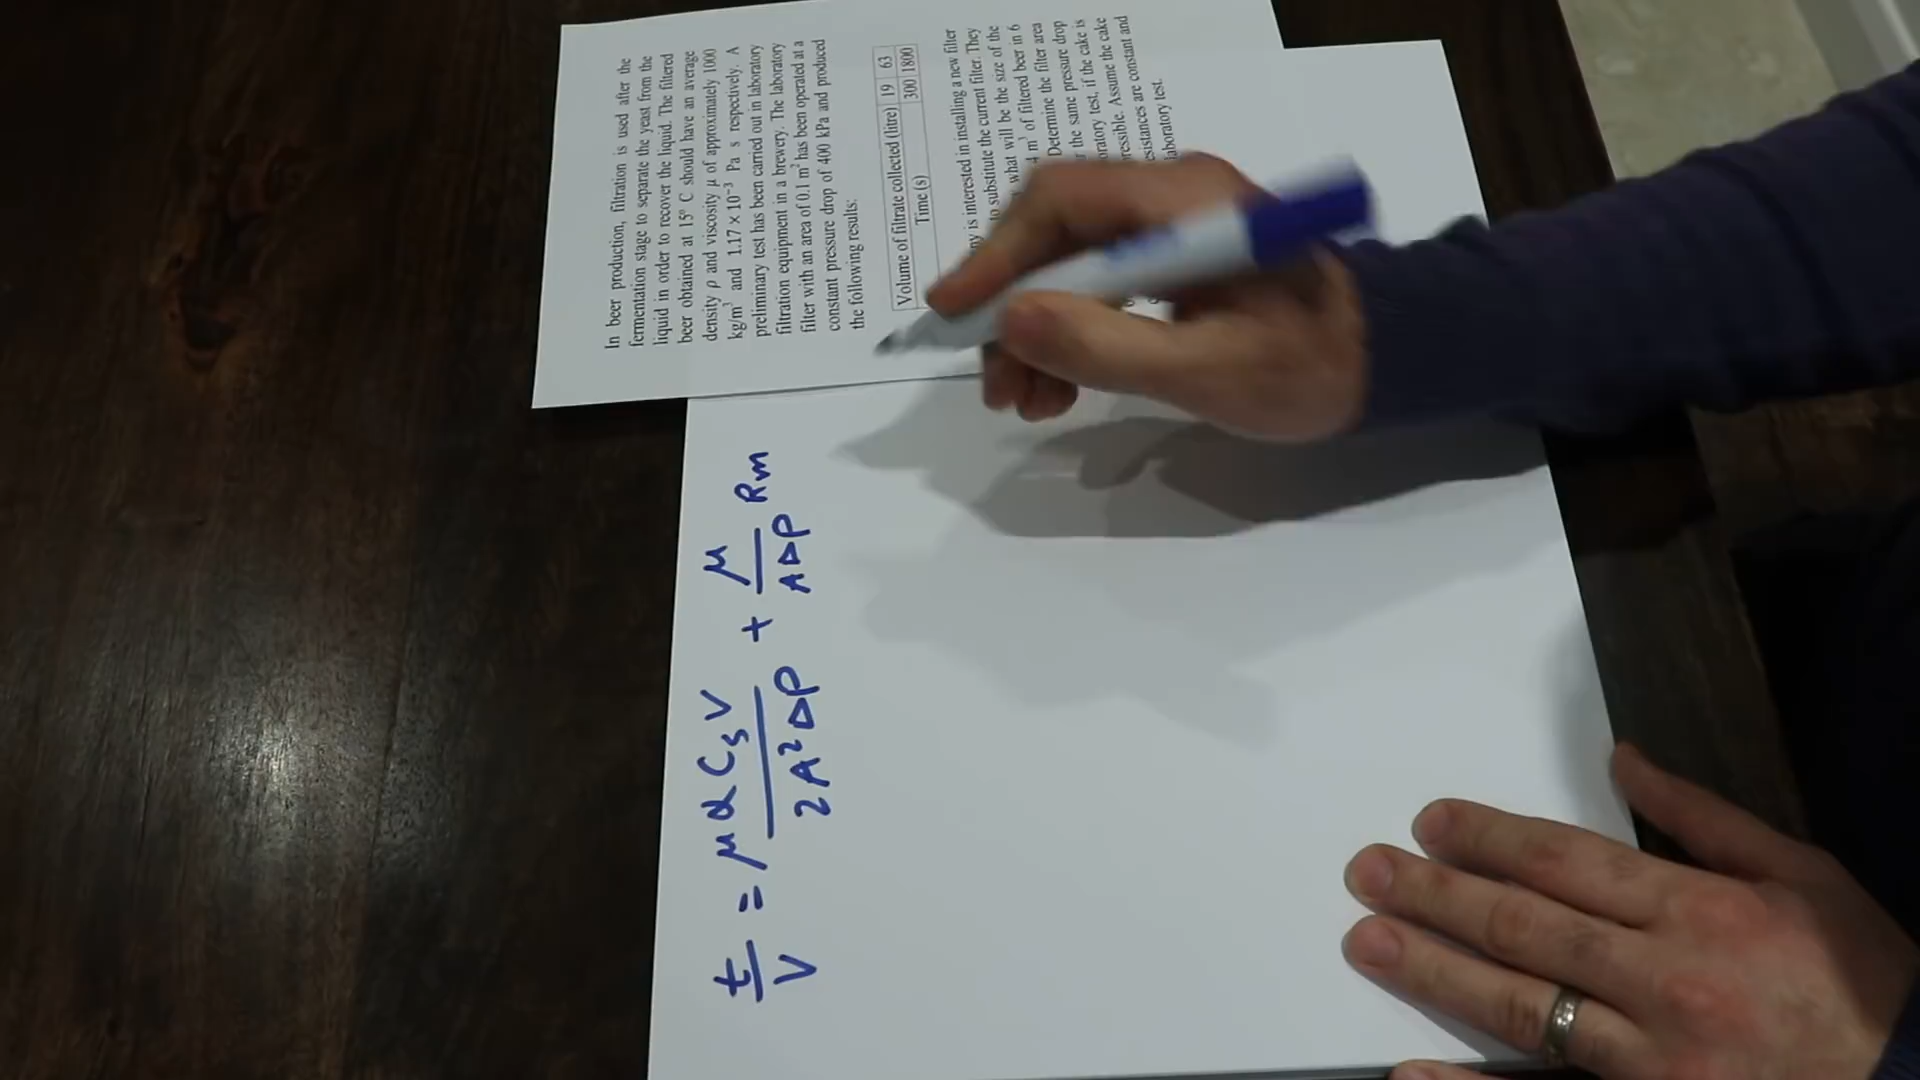 In beer production, filtration is used after the
fermentation stage to separate the yeast from the
liquid in order to recover the liquid. The filtered
beer obtained at 15° C should have an average
density ρ and viscosity μ of approximately 1000
kg/m³ and 1.17 × 10⁻³ Pa s respectively. A
preliminary test has been carried out in laboratory
filtration equipment in a brewery. The laboratory
filter with an area of 0.1 m² has been operated at a
constant pressure drop of 400 kPa and produced
the following results:
Volume of filtrate collected (litre) 19 63
Time (s) 300 1800
is interested in installing a new filter
to substitute the current filter. They
what will be the size of the
m³ of filtered beer in 6
Determine the filter area
the same pressure drop
test, if the cake is
Assume the cake
are constant and
laboratory test.
t/V = μαC_sV/2A²ΔP + μ/AΔP Rm